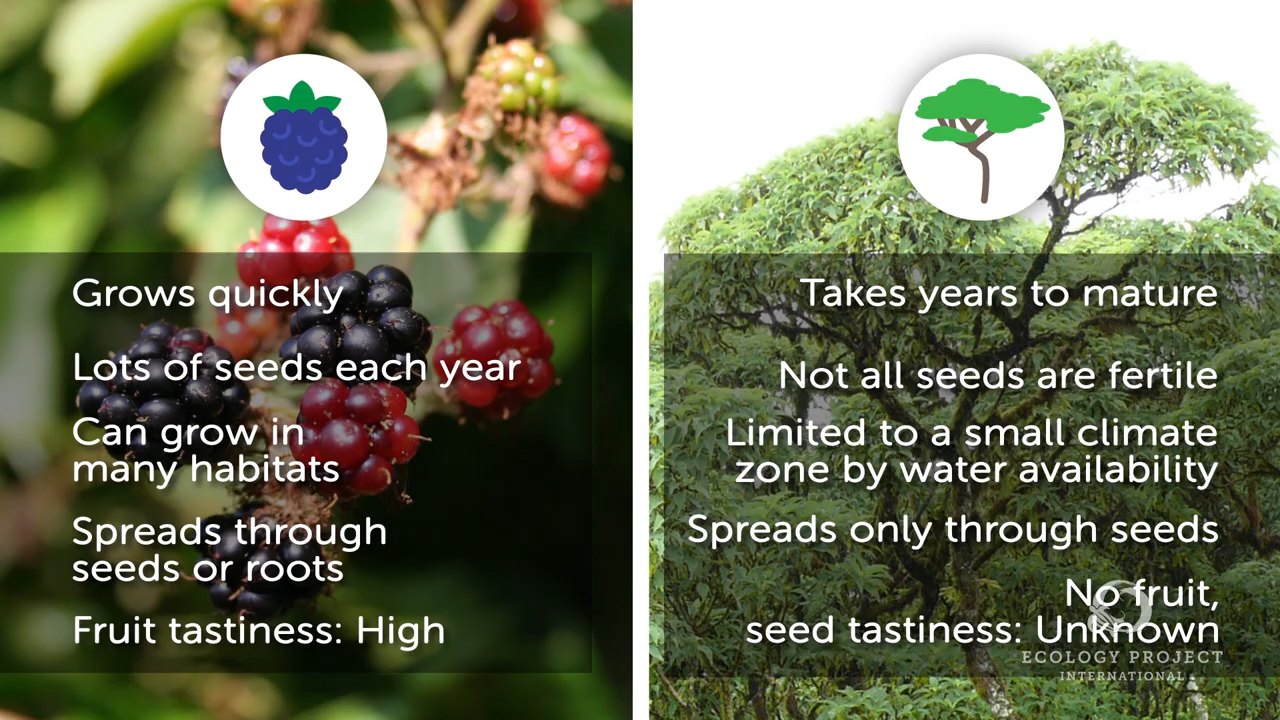 Grows quickly
Lots of seeds each year
Can grow in
many habitats
Spreads through
seeds or roots
Fruit tastiness: High
Takes years to mature
Not all seeds are fertile
Limited to a small climate
zone by water availability
Spreads only through seeds
No fruit,
seed tastiness: Unknown
ECOLOGY PROJECT
INTERNATIONAL